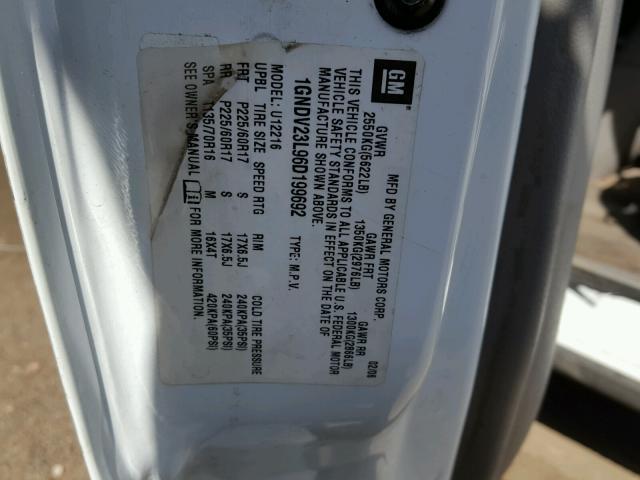 GM
MFD BY GENERAL MOTORS CORP. 02/06
GVWR GAWR FRT GAWR RR
2550KG(5622LB) 1350KG(2976LB) 1300KG(2866LB)
THIS VEHICLE CONFORMS TO ALL APPLICABLE U.S. FEDERAL MOTOR
VEHICLE SAFETY STANDARDS IN EFFECT ON THE DATE OF
MANUFACTURE SHOWN ABOVE.
1GNDV23L96D199692 TYPE: M.P.V.
MODEL: U12216
UPBL TIRE SIZE SPEED RTG RIM COLD TIRE PRESSURE
FRT P225/60R17 S 17X6.5J 240KPA(35PSI)
RR P225/60R17 S 17X6.5J 240KPA(35PSI)
SPA T135/70R16 M 16X4T 420KPA(60PSI)
SEE OWNER'S MANUAL FOR MORE INFORMATION.